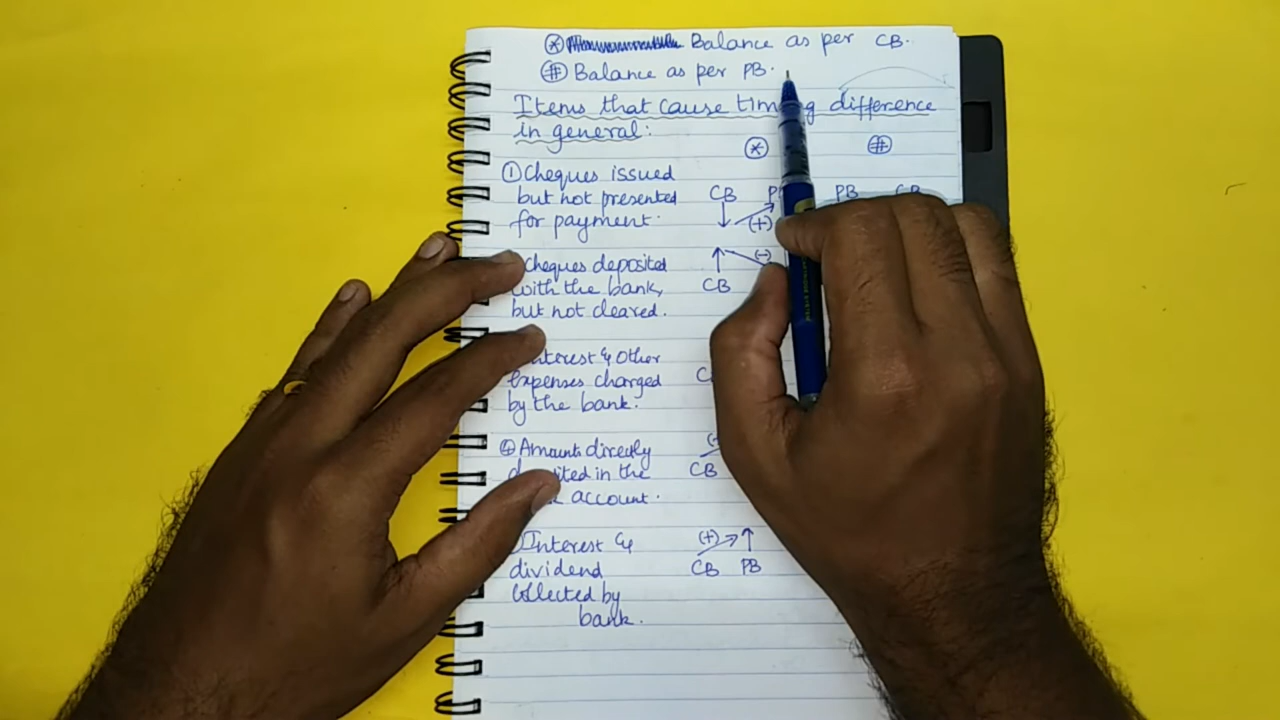 * Balance as per CB.
# Balance as per PB.
Items that cause timing difference
in general:
* #
① Cheques issued
but not presented CB PB CB
for payment. (+)
Cheques deposited (-)
with the bank, CB
but not cleared.
Interest & Other
expenses charged
by the bank.
④ Amount directly
in the CB
account.
Interest & (+)
dividend CB PB
collected by
bank.